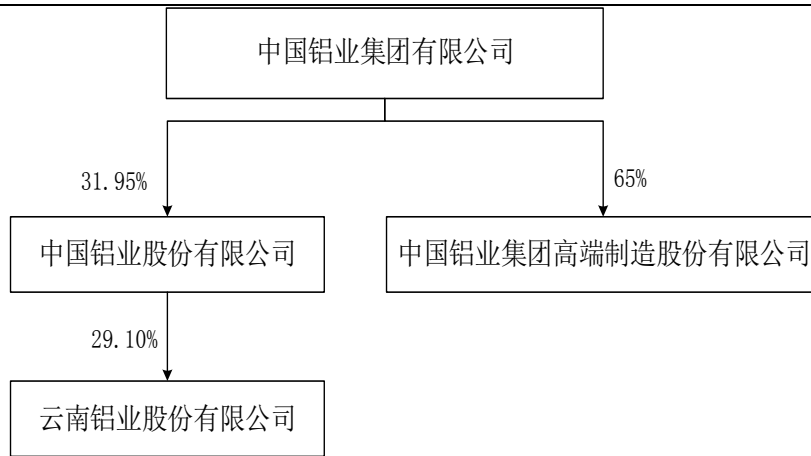 中国铝业集团有限公司
31.95%
65%
中国铝业股份有限公司
中国铝业集团高端制造股份有限公司
29.10%
云南铝业股份有限公司